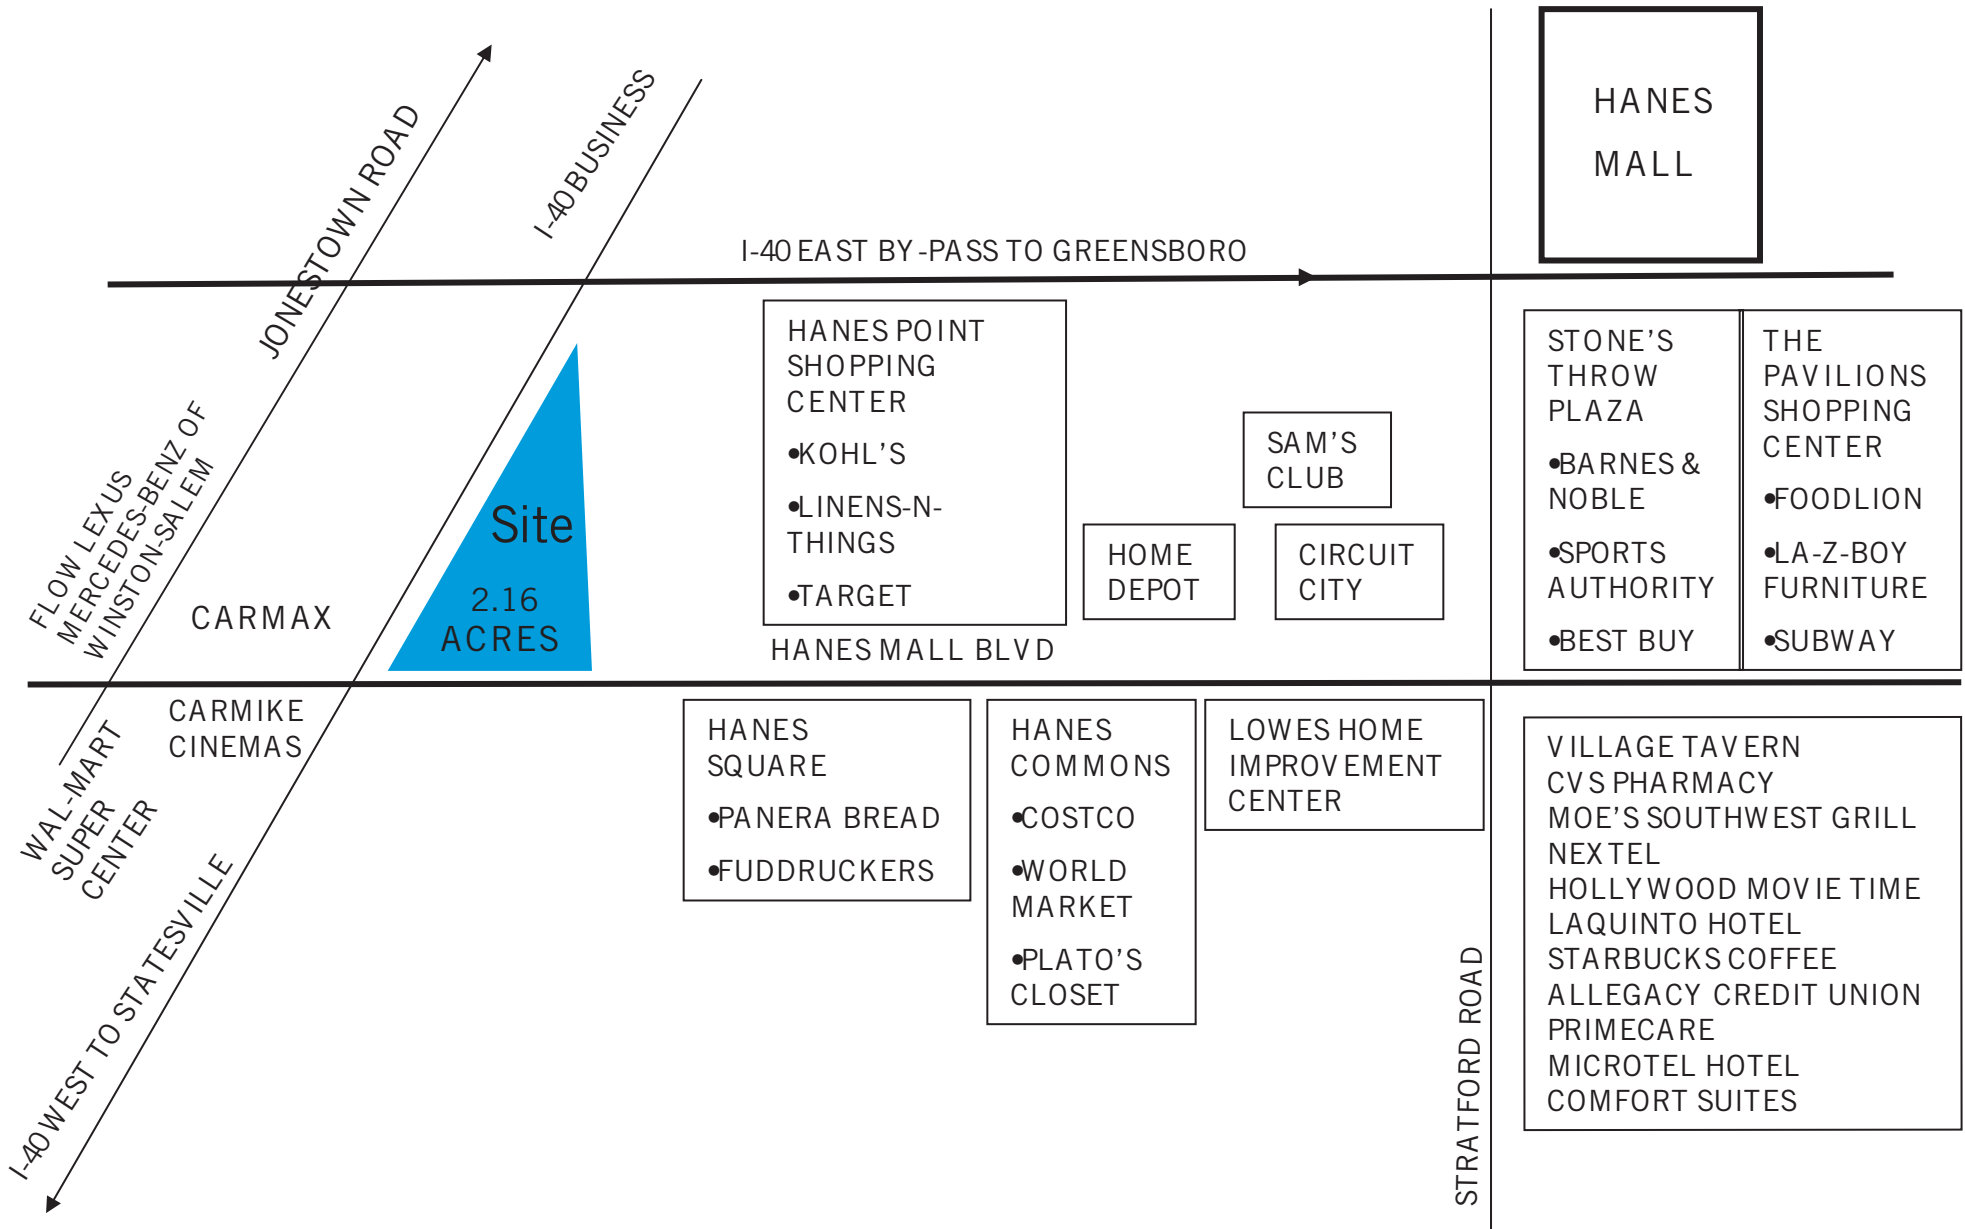 HANES
MALL
JONESTOWN ROAD
I-40 BUSINESS
I-40 EAST BY-PASS TO GREENSBORO
FLOW LEXUS
MERCEDES-BENZ OF
WINSTON-SALEM
CARMAX
Site
2.16
ACRES
HANES POINT
SHOPPING
CENTER
•KOHL'S
•LINENS-N-
THINGS
•TARGET
HANES MALL BLVD
SAM'S
CLUB
HOME
DEPOT
CIRCUIT
CITY
STONE'S
THROW
PLAZA
•BARNES &
NOBLE
•SPORTS
AUTHORITY
•BEST BUY
THE
PAVILIONS
SHOPPING
CENTER
•FOODLION
•LA-Z-BOY
FURNITURE
•SUBWAY
CARMIKE
CINEMAS
WAL-MART
SUPER
CENTER
I-40 WEST TO STATESVILLE
HANES
SQUARE
•PANERA BREAD
•FUDDRUCKERS
HANES
COMMONS
•COSTCO
•WORLD
MARKET
•PLATO'S
CLOSET
LOWES HOME
IMPROVEMENT
CENTER
STRATFORD ROAD
VILLAGE TAVERN
CVS PHARMACY
MOE'S SOUTHWEST GRILL
NEXTEL
HOLLYWOOD MOVIE TIME
LAQUINTO HOTEL
STARBUCKS COFFEE
ALLEGACY CREDIT UNION
PRIMECARE
MICROTEL HOTEL
COMFORT SUITES